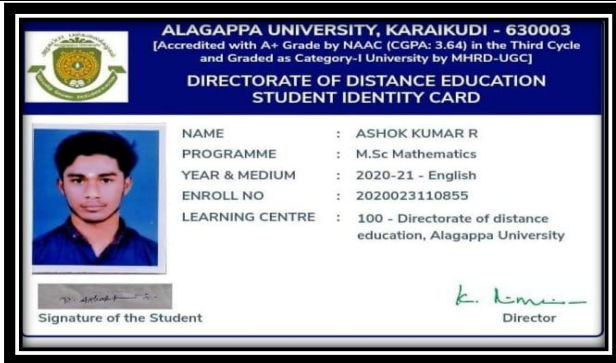 ALAGAPPA UNIVERSITY, KARAIKUDI - 630003
[Accredited with A+ Grade by NAAC (CGPA: 3.64) in the Third Cycle
and Graded as Category-I University by MHRD-UGC]
DIRECTORATE OF DISTANCE EDUCATION
STUDENT IDENTITY CARD
NAME : ASHOK KUMAR R
PROGRAMME : M.Sc Mathematics
YEAR & MEDIUM : 2020-21 - English
ENROLL NO : 2020023110855
LEARNING CENTRE : 100 - Directorate of distance
education, Alagappa University
Signature of the Student
Director